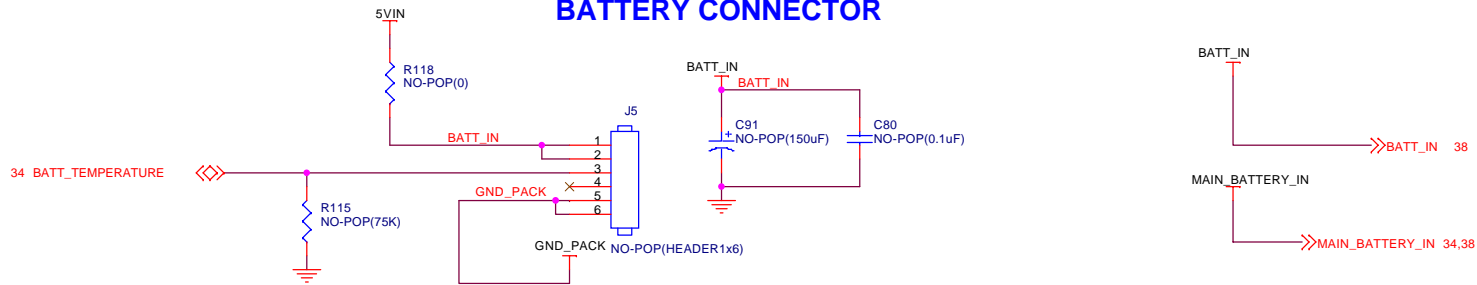 BATTERY CONNECTOR
5VIN
R118
NO-POP(0)
BATT_IN
J5
1
2
3
4
5
6
34 BATT_TEMPERATURE
GND_PACK
R115
NO-POP(75K)
GND_PACK
NO-POP(HEADER1x6)
BATT_IN
BATT_IN
C91
+
NO-POP(150uF)
C80
NO-POP(0.1uF)
BATT_IN
BATT_IN 38
MAIN_BATTERY_IN
MAIN_BATTERY_IN 34,38